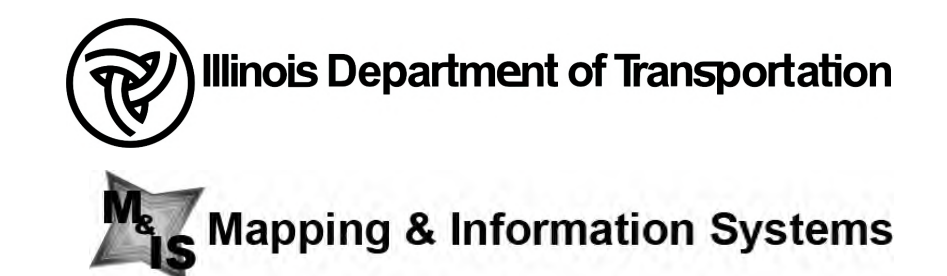 Illinois Department of Transportation
M&IS Mapping & Information Systems